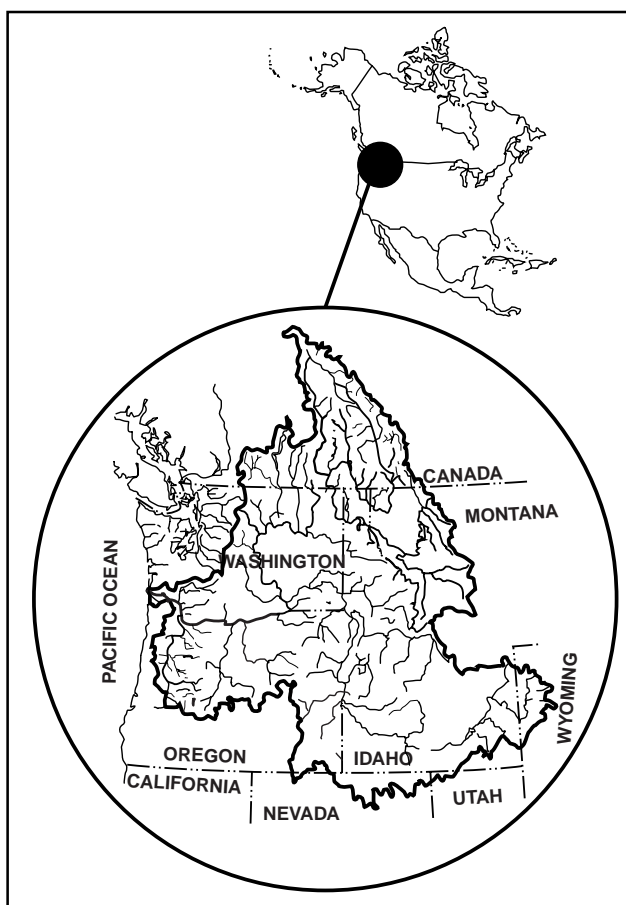 CANADA
MONTANA
WASHINGTON
PACIFIC OCEAN
WYOMING
OREGON
IDAHO
CALIFORNIA
UTAH
NEVADA